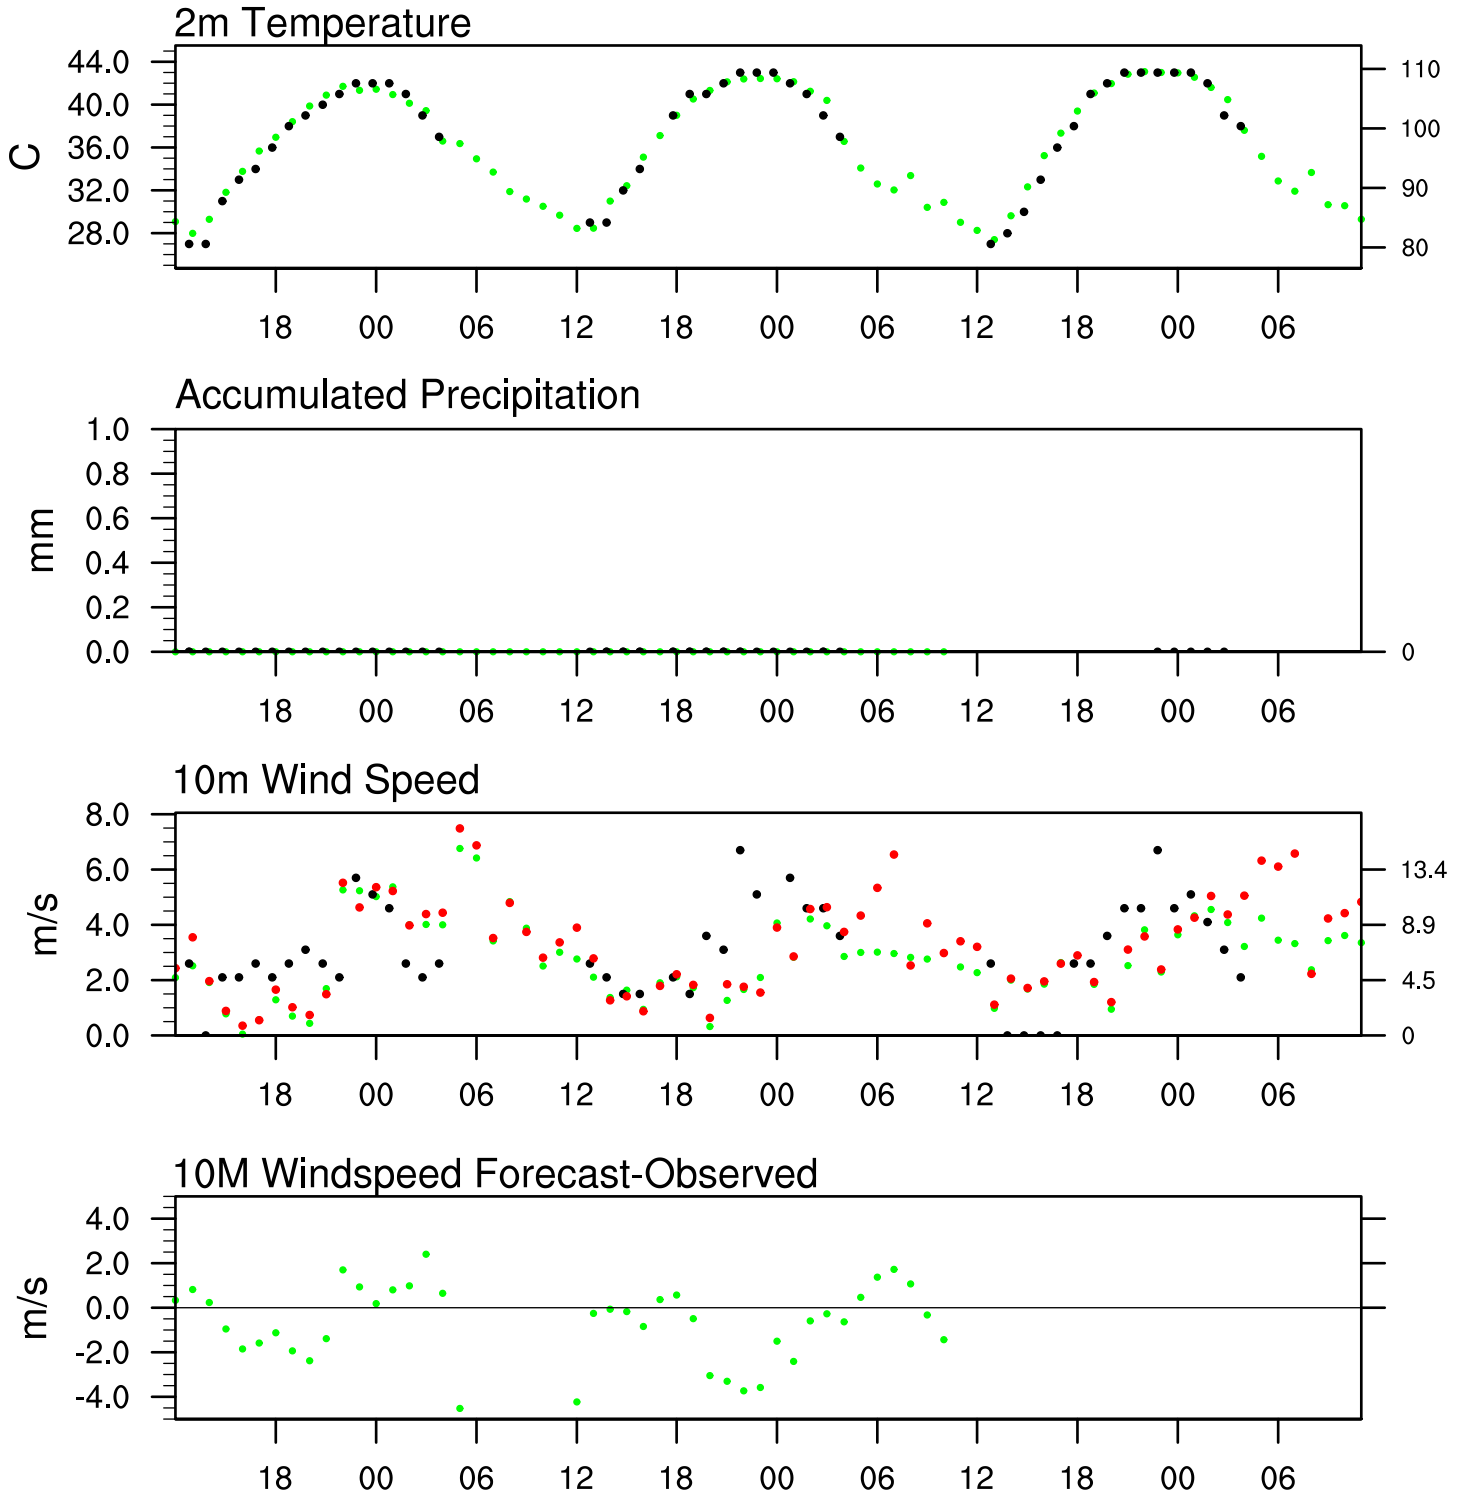 2m Temperature
44.0
40.0
36.0
32.0
28.0
C
110
100
90
80
18 00 06 12 18 00 06 12 18 00 06
Accumulated Precipitation
1.0
0.8
0.6
0.4
0.2
0.0
mm
0
18 00 06 12 18 00 06 12 18 00 06
10m Wind Speed
8.0
6.0
4.0
2.0
0.0
m/s
13.4
8.9
4.5
0
18 00 06 12 18 00 06 12 18 00 06
10M Windspeed Forecast-Observed
4.0
2.0
0.0
-2.0
-4.0
m/s
18 00 06 12 18 00 06 12 18 00 06